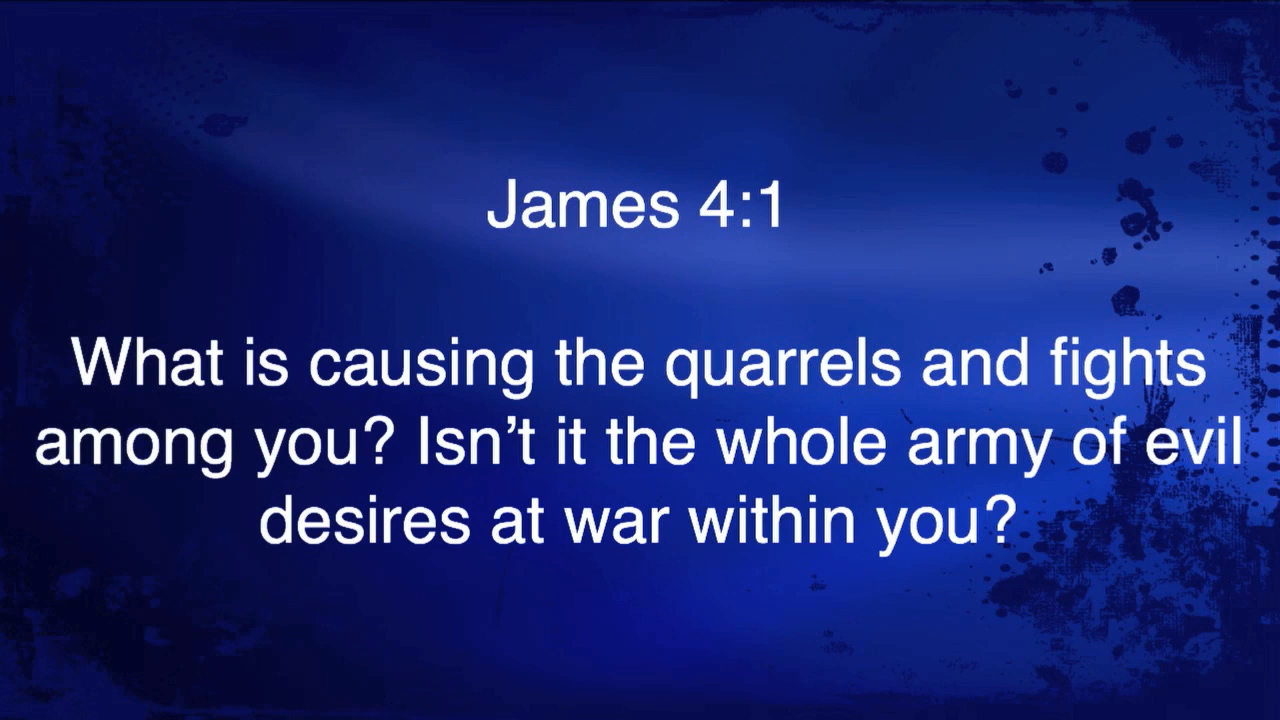 James 4:1
What is causing the quarrels and fights
among you? Isn’t it the whole army of evil
desires at war within you?